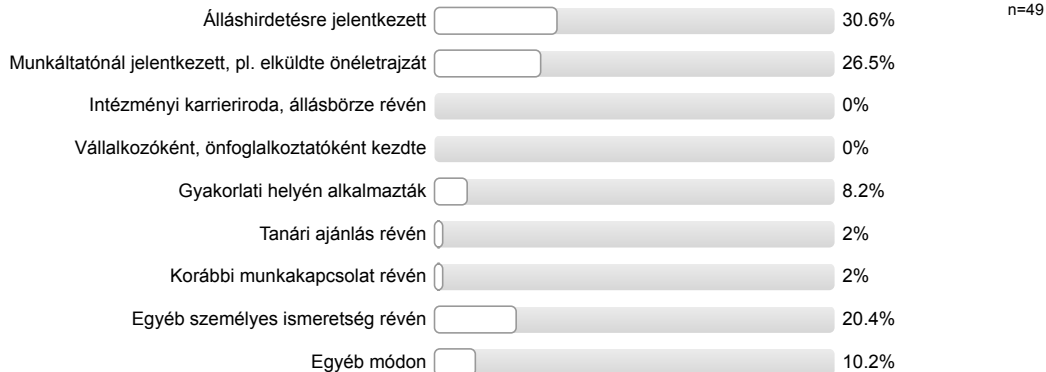 Álláshirdetésre jelentkezett 30.6% n=49
Munkáltatónál jelentkezett, pl. elküldte önéletrajzát 26.5%
Intézményi karrieriroda, állásbörze révén 0%
Vállalkozóként, önfoglalkoztatóként kezdte 0%
Gyakorlati helyén alkalmazták 8.2%
Tanári ajánlás révén 2%
Korábbi munkakapcsolat révén 2%
Egyéb személyes ismeretség révén 20.4%
Egyéb módon 10.2%